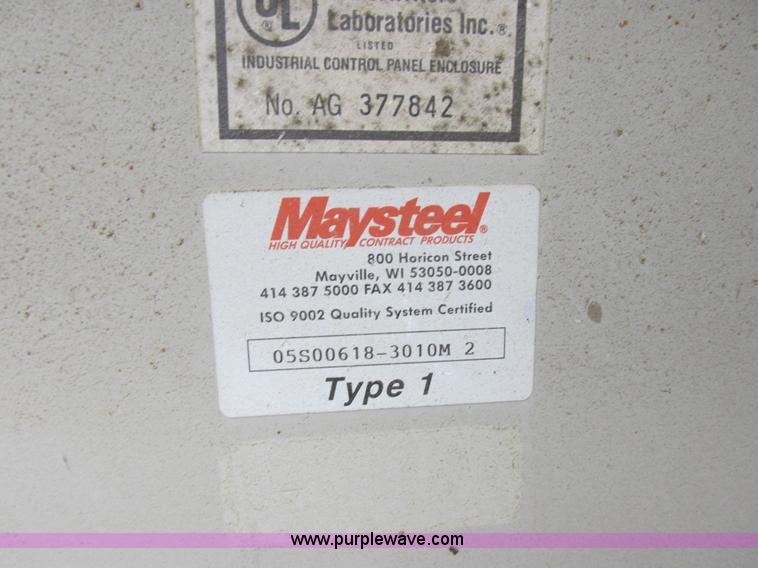 UL
®
Laboratories Inc.®
LISTED
INDUSTRIAL CONTROL PANEL ENCLOSURE
No. AG 377842
Maysteel®
HIGH QUALITY CONTRACT PRODUCTS
800 Horicon Street
Mayville, WI 53050-0008
414 387 5000 FAX 414 387 3600
ISO 9002 Quality System Certified
05S00618-3010M 2
Type 1
www.purplewave.com